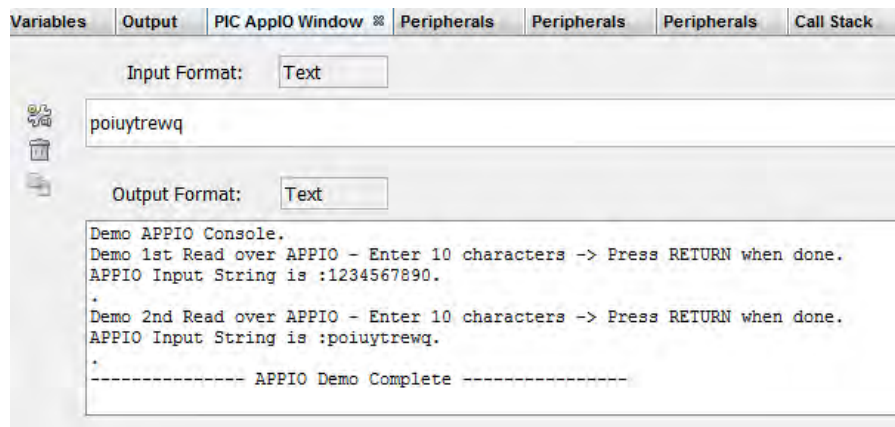 Variables Output PIC AppIO Window Peripherals Peripherals Peripherals Call Stack
Input Format: Text
poiuytrewq
Output Format: Text
Demo APPIO Console.
Demo 1st Read over APPIO - Enter 10 characters -> Press RETURN when done.
APPIO Input String is :1234567890.
.
Demo 2nd Read over APPIO - Enter 10 characters -> Press RETURN when done.
APPIO Input String is :poiuytrewq.
.
--------------- APPIO Demo Complete ----------------